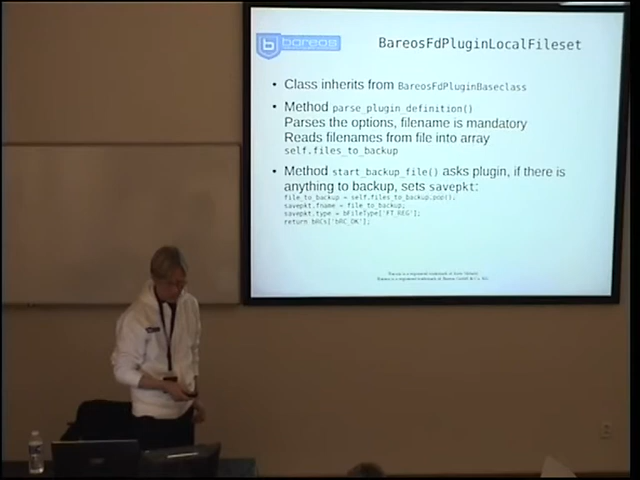 bareos
BareosFdPluginLocalFileset
• Class inherits from BareosFdPluginBaseclass
• Method parse_plugin_definition()
Parses the options, filename is mandatory
Reads filenames from file into array
self.files_to_backup
• Method start_backup_file() asks plugin, if there is
anything to backup, sets savepkt:
file_to_backup = self.files_to_backup.pop();
savepkt.fname = file_to_backup;
savepkt.type = bFileType['FT_REG'];
return bRCs['bRC_OK'];